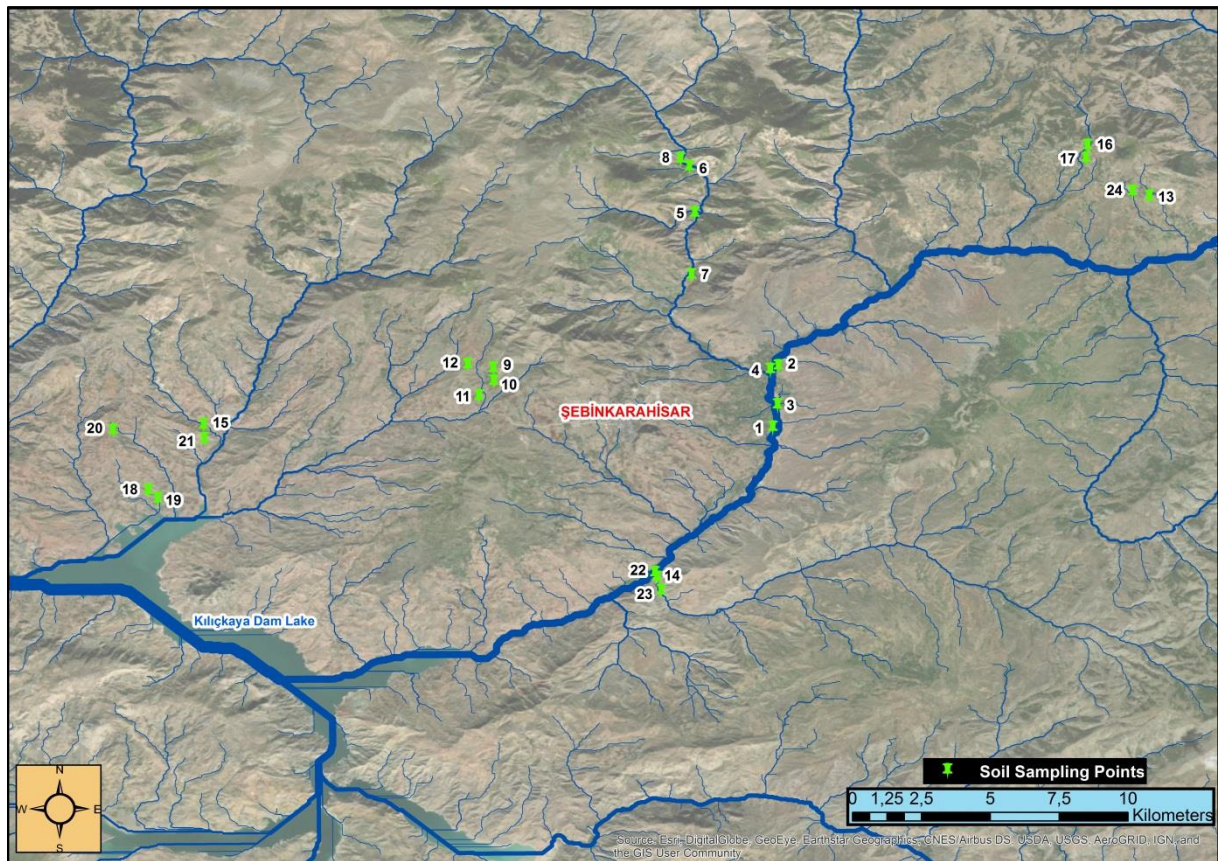 16
8
17
6
24
13
5
7
12
9
2
4
10
11
3
ŞEBİNKARAHİSAR
15
1
20
21
18
19
22
14
23
Kılıçkaya Dam Lake
Soil Sampling Points
N
W E
S
0 1,25 2,5 5 7,5 10
Kilometers
Source: Esri, DigitalGlobe, GeoEye, Earthstar Geographics, CNES/Airbus DS, USDA, USGS, AeroGRID, IGN, and
the GIS User Community